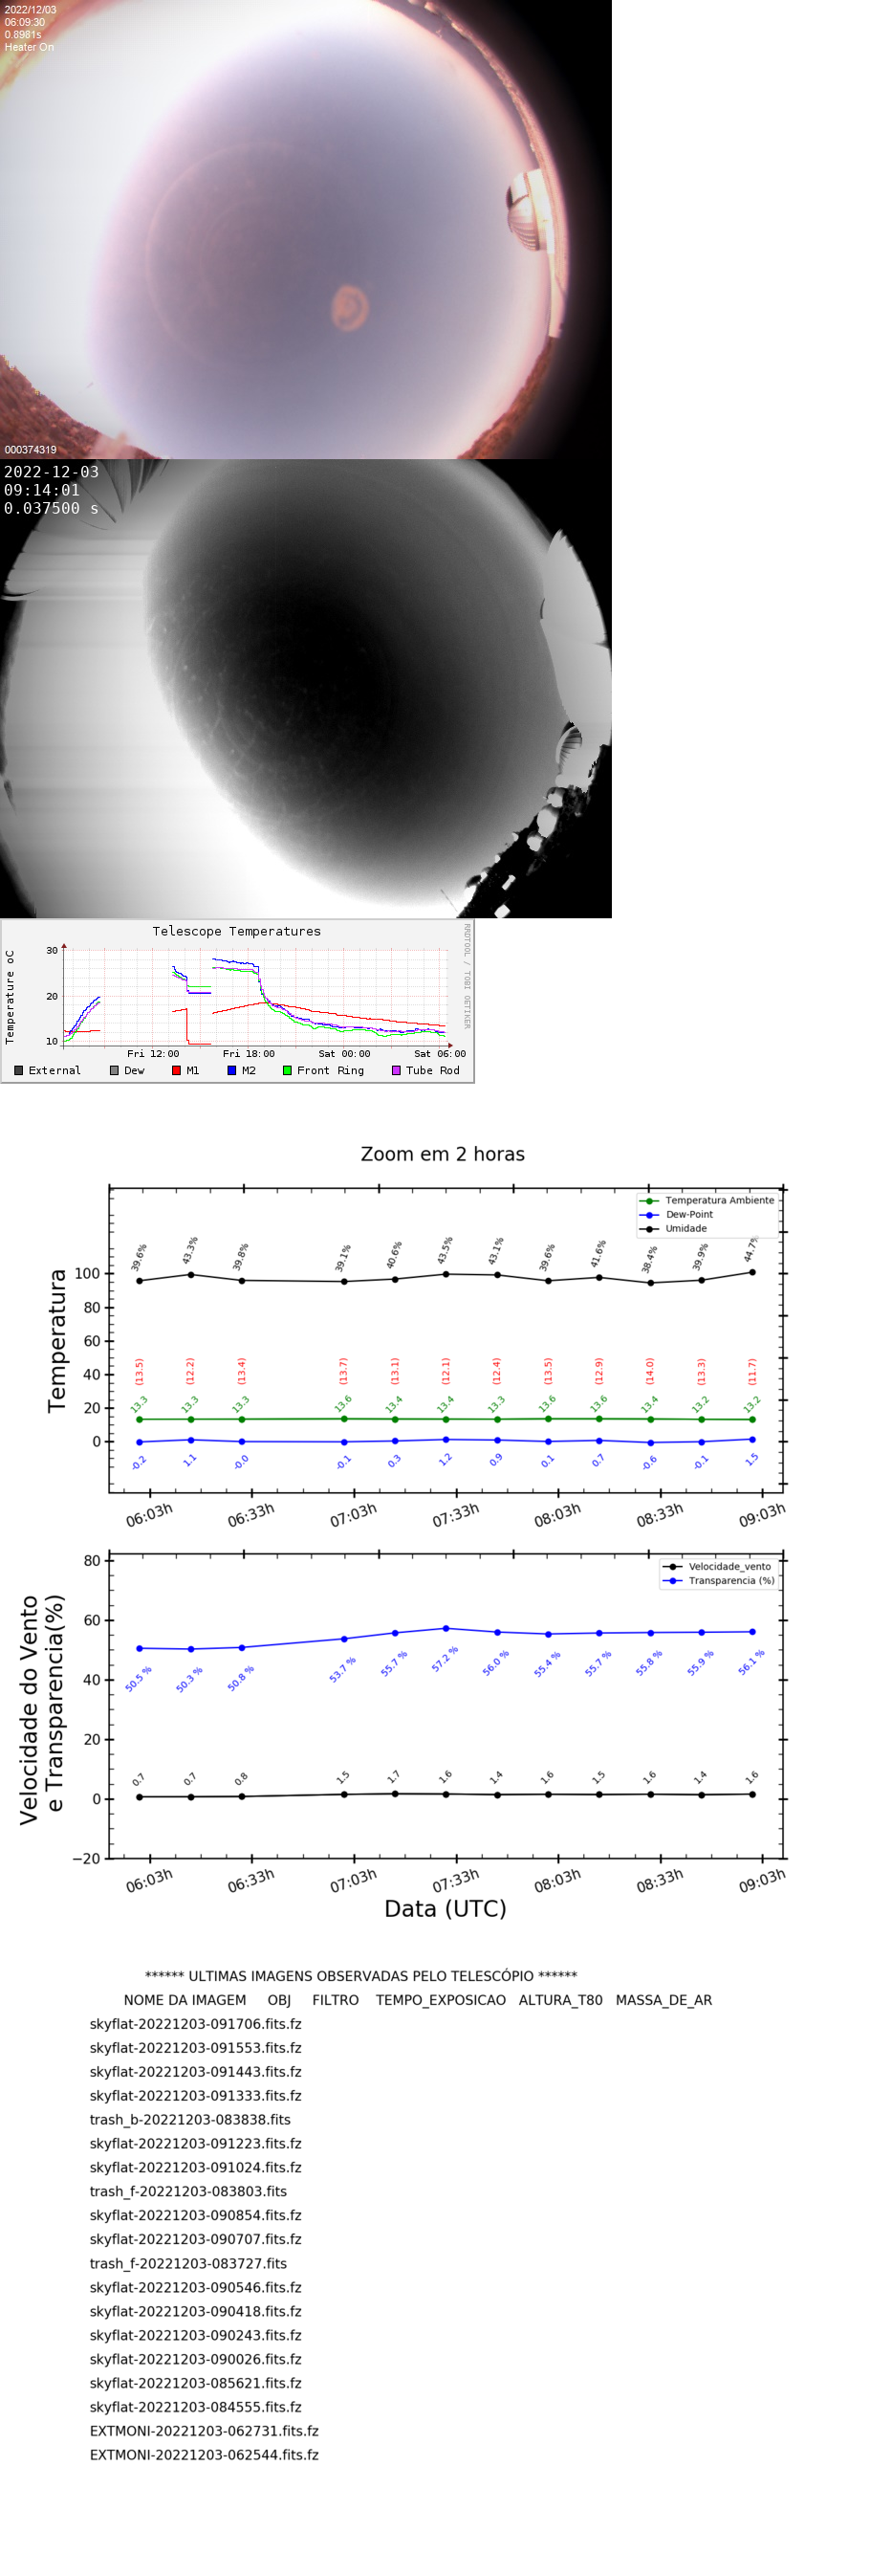 2022/12/03
06:09:30
0.8981s
Heater On
000374319
2022-12-03
09:14:01
0.037500 s
Telescope Temperatures
RRDTOOL / TOBI OETIKER
Temperature oC
30
20
10
Fri 12:00 Fri 18:00 Sat 00:00 Sat 06:00
External Dew M1 M2 Front Ring Tube Rod
Zoom em 2 horas
Temperatura Ambiente
Dew-Point
Umidade
Temperatura
100
80
60
40
20
0
39.6% 43.3% 39.8% 39.1% 40.6% 43.5% 43.1% 39.6% 41.6% 38.4% 39.9% 44.7%
(13.5) (12.2) (13.4) (13.7) (13.1) (12.1) (12.4) (13.5) (12.9) (14.0) (13.3) (11.7)
13.3 13.3 13.3 13.6 13.4 13.4 13.3 13.6 13.6 13.4 13.2 13.2
-0.2 1.1 -0.0 -0.1 0.3 1.2 0.9 0.1 0.7 -0.6 -0.1 1.5
06:03h 06:33h 07:03h 07:33h 08:03h 08:33h 09:03h
Velocidade_vento
Transparencia (%)
Velocidade do Vento
e Transparencia(%)
80
60
40
20
0
−20
50.5 % 50.3 % 50.8 % 53.7 % 55.7 % 57.2 % 56.0 % 55.4 % 55.7 % 55.8 % 55.9 % 56.1 %
0.7 0.7 0.8 1.5 1.7 1.6 1.4 1.6 1.5 1.6 1.4 1.6
06:03h 06:33h 07:03h 07:33h 08:03h 08:33h 09:03h
Data (UTC)
****** ULTIMAS IMAGENS OBSERVADAS PELO TELESCÓPIO ******
NOME DA IMAGEM OBJ FILTRO TEMPO_EXPOSICAO ALTURA_T80 MASSA_DE_AR
skyflat-20221203-091706.fits.fz
skyflat-20221203-091553.fits.fz
skyflat-20221203-091443.fits.fz
skyflat-20221203-091333.fits.fz
trash_b-20221203-083838.fits
skyflat-20221203-091223.fits.fz
skyflat-20221203-091024.fits.fz
trash_f-20221203-083803.fits
skyflat-20221203-090854.fits.fz
skyflat-20221203-090707.fits.fz
trash_f-20221203-083727.fits
skyflat-20221203-090546.fits.fz
skyflat-20221203-090418.fits.fz
skyflat-20221203-090243.fits.fz
skyflat-20221203-090026.fits.fz
skyflat-20221203-085621.fits.fz
skyflat-20221203-084555.fits.fz
EXTMONI-20221203-062731.fits.fz
EXTMONI-20221203-062544.fits.fz